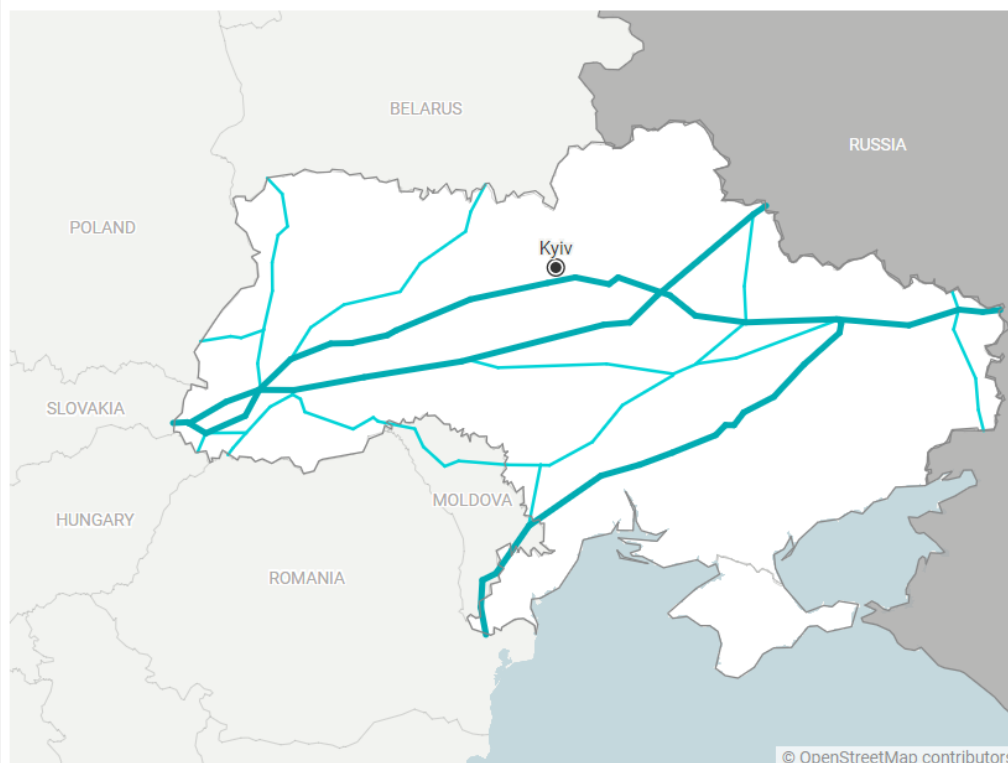 BELARUS
RUSSIA
POLAND
Kyiv
SLOVAKIA
MOLDOVA
HUNGARY
ROMANIA
© OpenStreetMap contributors